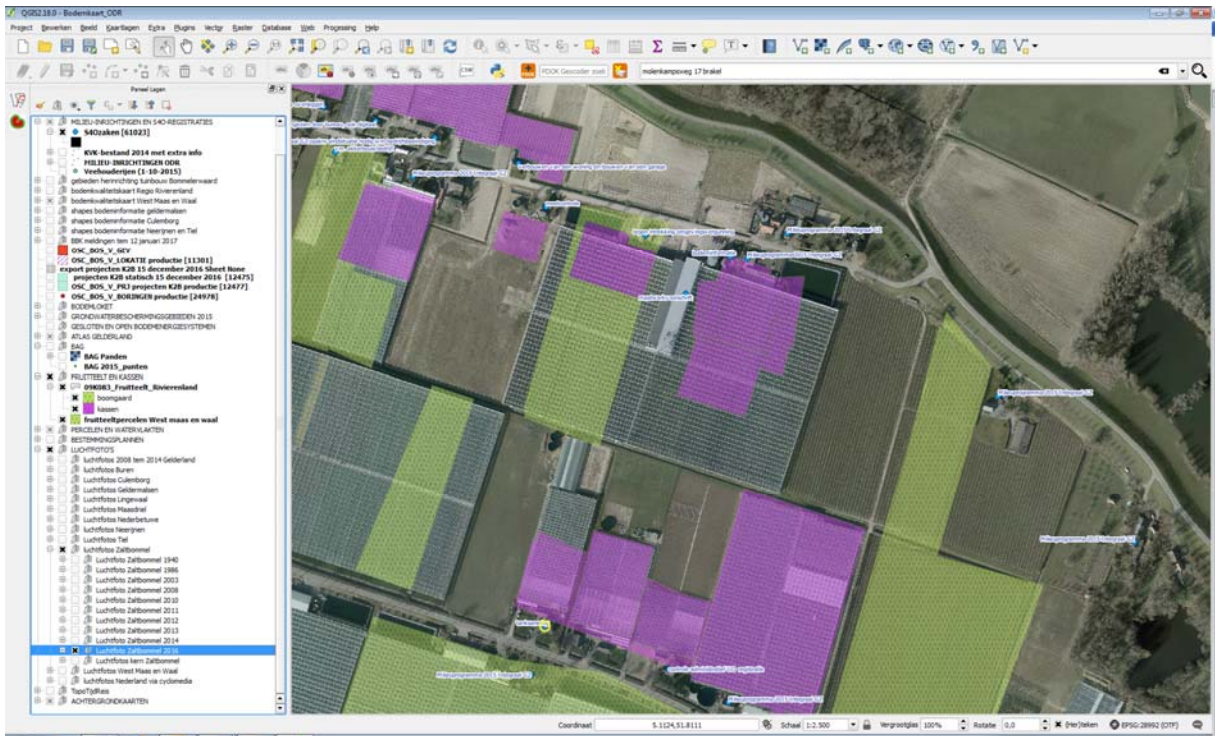 QGIS2.18.0 - Bodemkaart_ODR
Project Bewerken Beeld Kaartlagen Extra Plugins Vector Raster Database Web Processing Help
CSW PDOK Geocoder zoek molenkampsweg 17 brakel
Paneel Lagen
MILIEU-INRICHTINGEN EN S4O-REGISTRATIES
S4Ozaken [61023]
KVK-bestand 2014 met extra info
MILIEU-INRICHTINGEN ODR
Veehouderijen (1-10-2015)
gebieden herinrichting tuinbouw Bommelerwaard
bodemkwaliteitskaart Regio Rivierenland
bodemkwaliteitskaart West Maas en Waal
shapes bodeminformatie geldermalsen
shapes bodeminformatie Culemborg
shapes bodeminformatie Neerijnen en Tiel
BBK meldingen tem 12 januari 2017
OSC_BOS_V_GEV
OSC_BOS_V_LOKATIE productie [11301]
export projecten K2B 15 december 2016 Sheet None
projecten K2B statisch 15 december 2016 [12475]
OSC_BOS_V_PRJ projecten K2B productie [12477]
OSC_BOS_V_BORINGEN productie [24978]
BODEMLOKET
GRONDWATERBESCHERMINGSGEBIEDEN 2015
GESLOTEN EN OPEN BODEMENERGIESYSTEMEN
ATLAS GELDERLAND
BAG
BAG Panden
BAG 2015_punten
FRUITTEELT EN KASSEN
09K083_Fruitteelt_Rivierenland
boomgaard
kassen
fruitteeltpercelen West maas en waal
PERCELEN EN WATERVLAKTEN
BESTEMMINGSPLANNEN
LUCHTFOTO'S
luchtfotos 2008 tem 2014 Gelderland
Luchtfotos Buren
Luchtfotos Culemborg
Luchtfotos Geldermalsen
Luchtfotos Lingewaal
Luchtfotos Maasdriel
Luchtfotos Nederbetuwe
Luchtfotos Neerijnen
Luchtfotos Tiel
luchtfotos Zaltbommel
Luchtfoto Zaltbommel 1940
Luchtfoto Zaltbommel 1986
Luchtfoto Zaltbommel 2003
Luchtfoto Zaltbommel 2008
Luchtfoto Zaltbommel 2010
Luchtfoto Zaltbommel 2011
Luchtfoto Zaltbommel 2012
Luchtfoto Zaltbommel 2013
Luchtfoto Zaltbommel 2014
Luchtfoto Zaltbommel 2016
Luchtfotos kern Zaltbommel
Luchtfotos West Maas en Waal
Luchtfotos Nederland via cyclomedia
TopoTijdReis
ACHTERGRONDKAARTEN
Coordinaat 5.1124,51.8111 Schaal 1:2.500 Vergrootglas 100% Rotatie 0,0 (Her)teken EPSG:28992 (OTF)